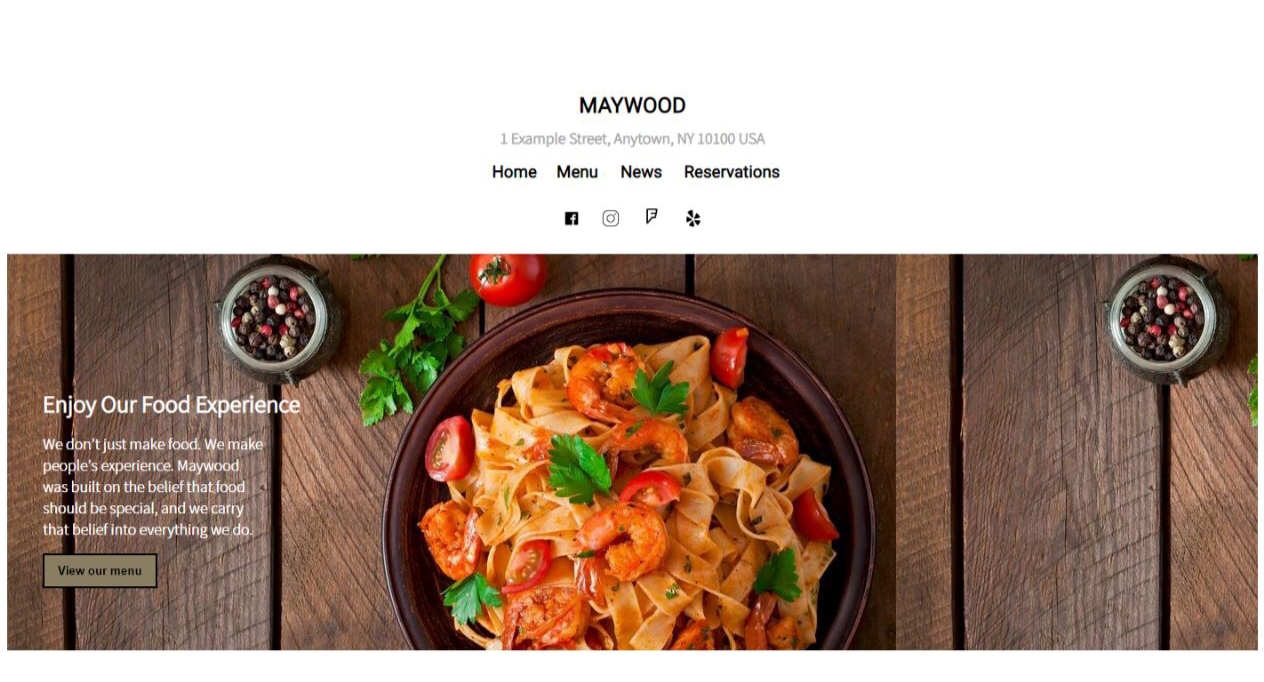 MAYWOOD
1 Example Street, Anytown, NY 10100 USA
Home Menu News Reservations
Enjoy Our Food Experience
We don't just make food. We make
people's experience. Maywood
was built on the belief that food
should be special, and we carry
that belief into everything we do.
View our menu